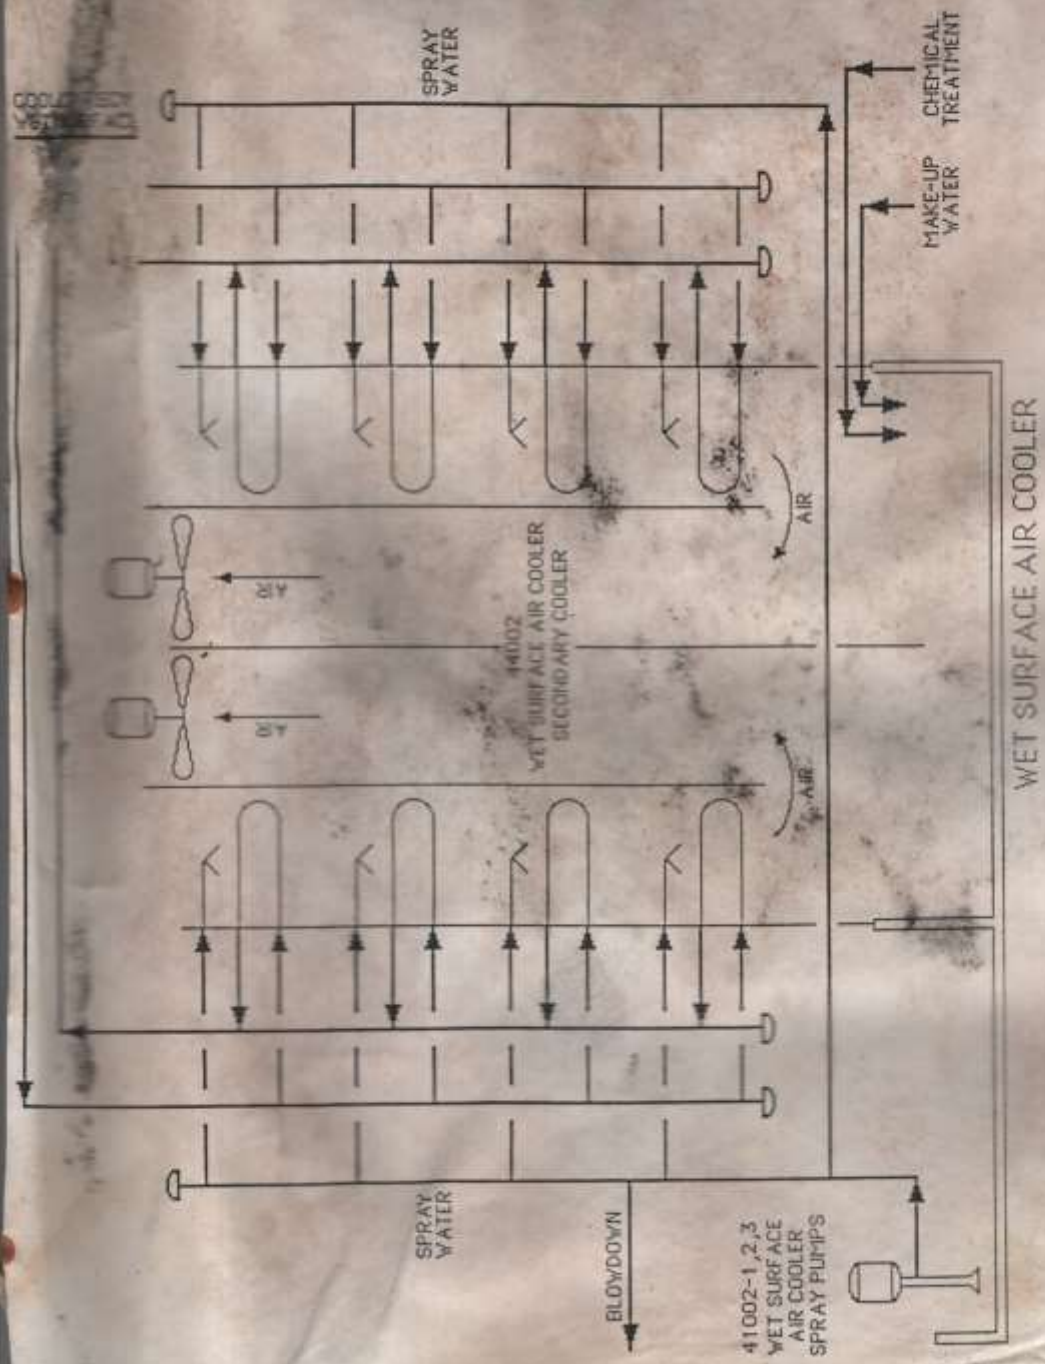 SPRAY
WATER
BLOWDOWN
41002-1,2,3
WET SURFACE
AIR COOLER
SPRAY PUMPS
AIR
AIR
44002
WET SURFACE AIR COOLER
SECONDARY COOLER
AIR
AIR
SPRAY
WATER
MAKE-UP
WATER
CHEMICAL
TREATMENT
WET SURFACE AIR COOLER